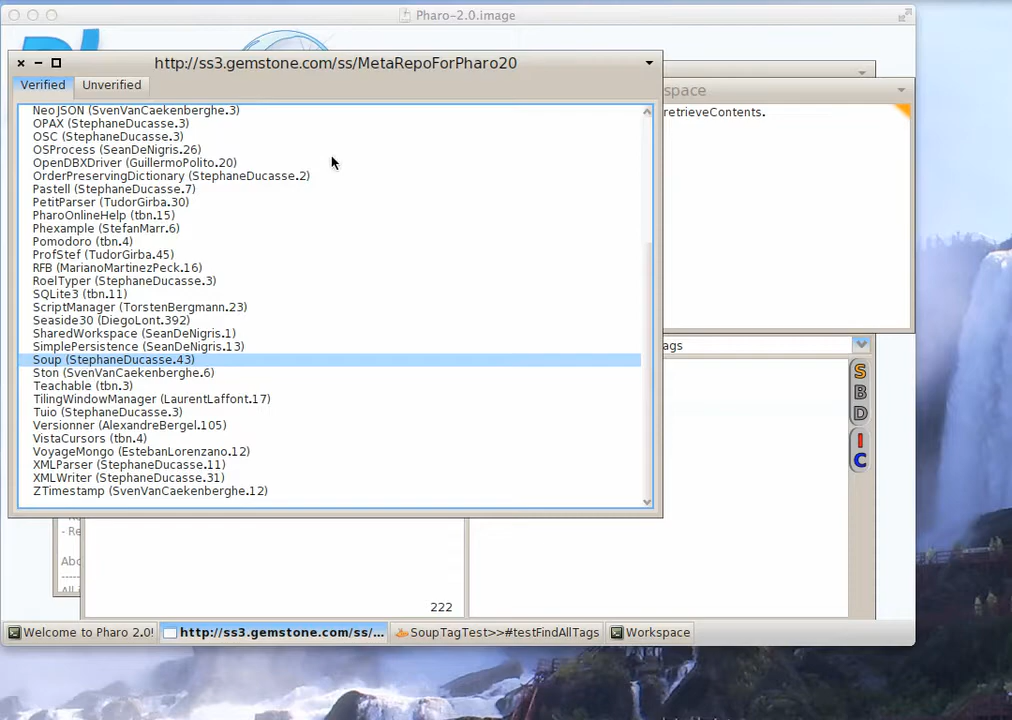 Pharo-2.0.image
http://ss3.gemstone.com/ss/MetaRepoForPharo20
Verified
Unverified
space
retrieveContents.
NeoJSON (SvenVanCaekenberghe.3)
OPAX (StephaneDucasse.3)
OSC (StephaneDucasse.3)
OSProcess (SeanDeNigris.26)
OpenDBXDriver (GuillermoPolito.20)
OrderPreservingDictionary (StephaneDucasse.2)
Pastell (StephaneDucasse.7)
PetitParser (TudorGirba.30)
PharoOnlineHelp (tbn.15)
Phexample (StefanMarr.6)
Pomodoro (tbn.4)
ProfStef (TudorGirba.45)
RFB (MarianoMartinezPeck.16)
RoelTyper (StephaneDucasse.3)
SQLite3 (tbn.11)
ScriptManager (TorstenBergmann.23)
Seaside30 (DiegoLont.392)
SharedWorkspace (SeanDeNigris.1)
SimplePersistence (SeanDeNigris.13)
Soup (StephaneDucasse.43)
Ston (SvenVanCaekenberghe.6)
Teachable (tbn.3)
TilingWindowManager (LaurentLaffont.17)
Tuio (StephaneDucasse.3)
Versionner (AlexandreBergel.105)
VistaCursors (tbn.4)
VoyageMongo (EstebanLorenzano.12)
XMLParser (StephaneDucasse.11)
XMLWriter (StephaneDucasse.31)
ZTimestamp (SvenVanCaekenberghe.12)
ags
S
B
D
I
C
- Re
Abo
-----
222
Welcome to Pharo 2.0!
http://ss3.gemstone.com/ss/...
SoupTagTest>>#testFindAllTags
Workspace